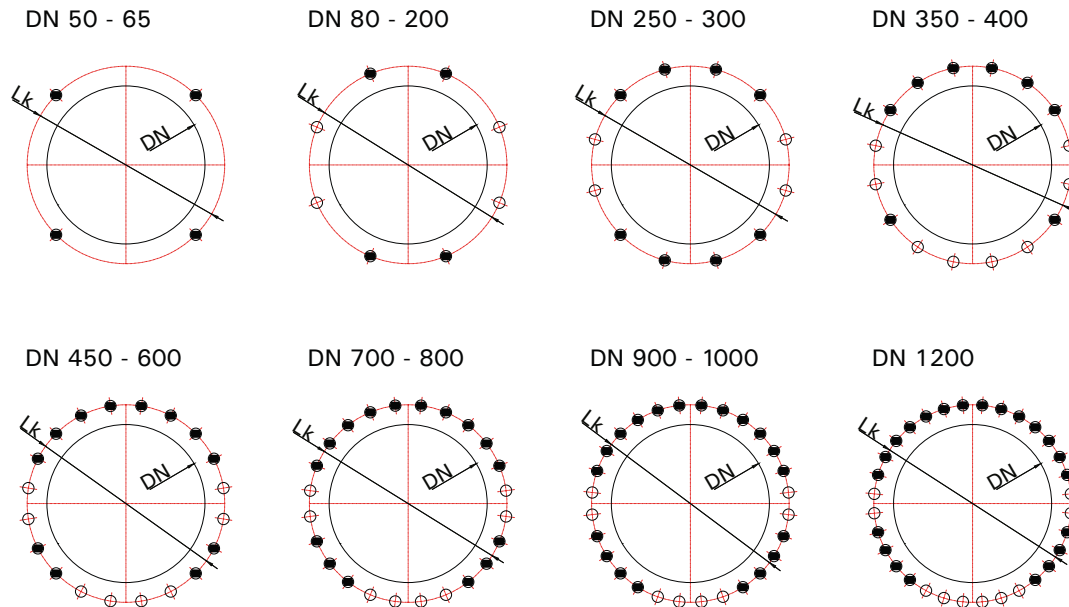 DN 50 - 65
DN 80 - 200
DN 250 - 300
DN 350 - 400
Lk
DN
Lk
DN
Lk
DN
Lk
DN
DN 450 - 600
DN 700 - 800
DN 900 - 1000
DN 1200
Lk
DN
Lk
DN
Lk
DN
Lk
DN